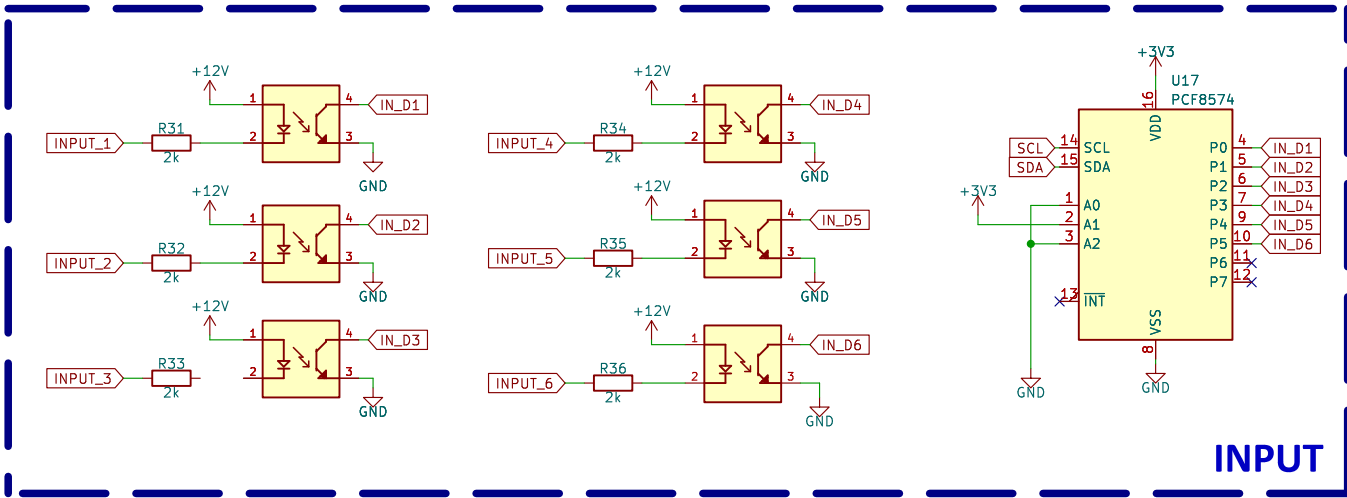 +12V
1
4
IN_D1
INPUT_1
R31
2k
2
3
GND
+12V
1
4
IN_D2
INPUT_2
R32
2k
2
3
GND
+12V
1
4
IN_D3
INPUT_3
R33
2k
2
3
GND
+12V
1
4
IN_D4
INPUT_4
R34
2k
2
3
GND
+12V
1
4
IN_D5
INPUT_5
R35
2k
2
3
GND
+12V
1
4
IN_D6
INPUT_6
R36
2k
2
3
GND
+3V3
U17
PCF8574
16
VDD
SCL 14 SCL
SDA 15 SDA
+3V3
1 A0
2 A1
3 A2
13 INT
P0 4 IN_D1
P1 5 IN_D2
P2 6 IN_D3
P3 7 IN_D4
P4 9 IN_D5
P5 10 IN_D6
P6 11
P7 12
VSS
8
GND
GND
INPUT